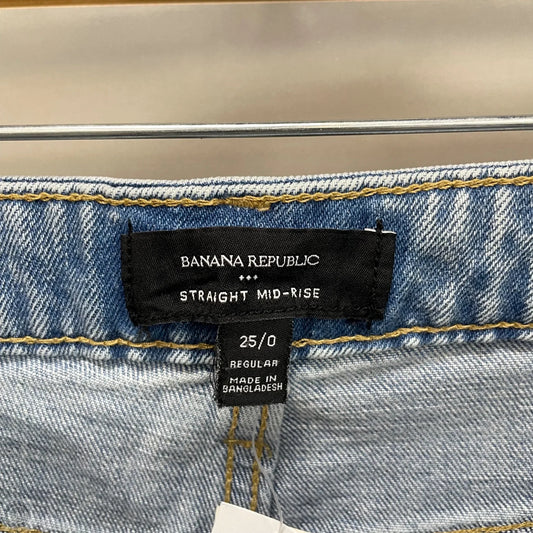 BANANA REPUBLIC
STRAIGHT MID-RISE
25/0
REGULAR
MADE IN
BANGLADESH